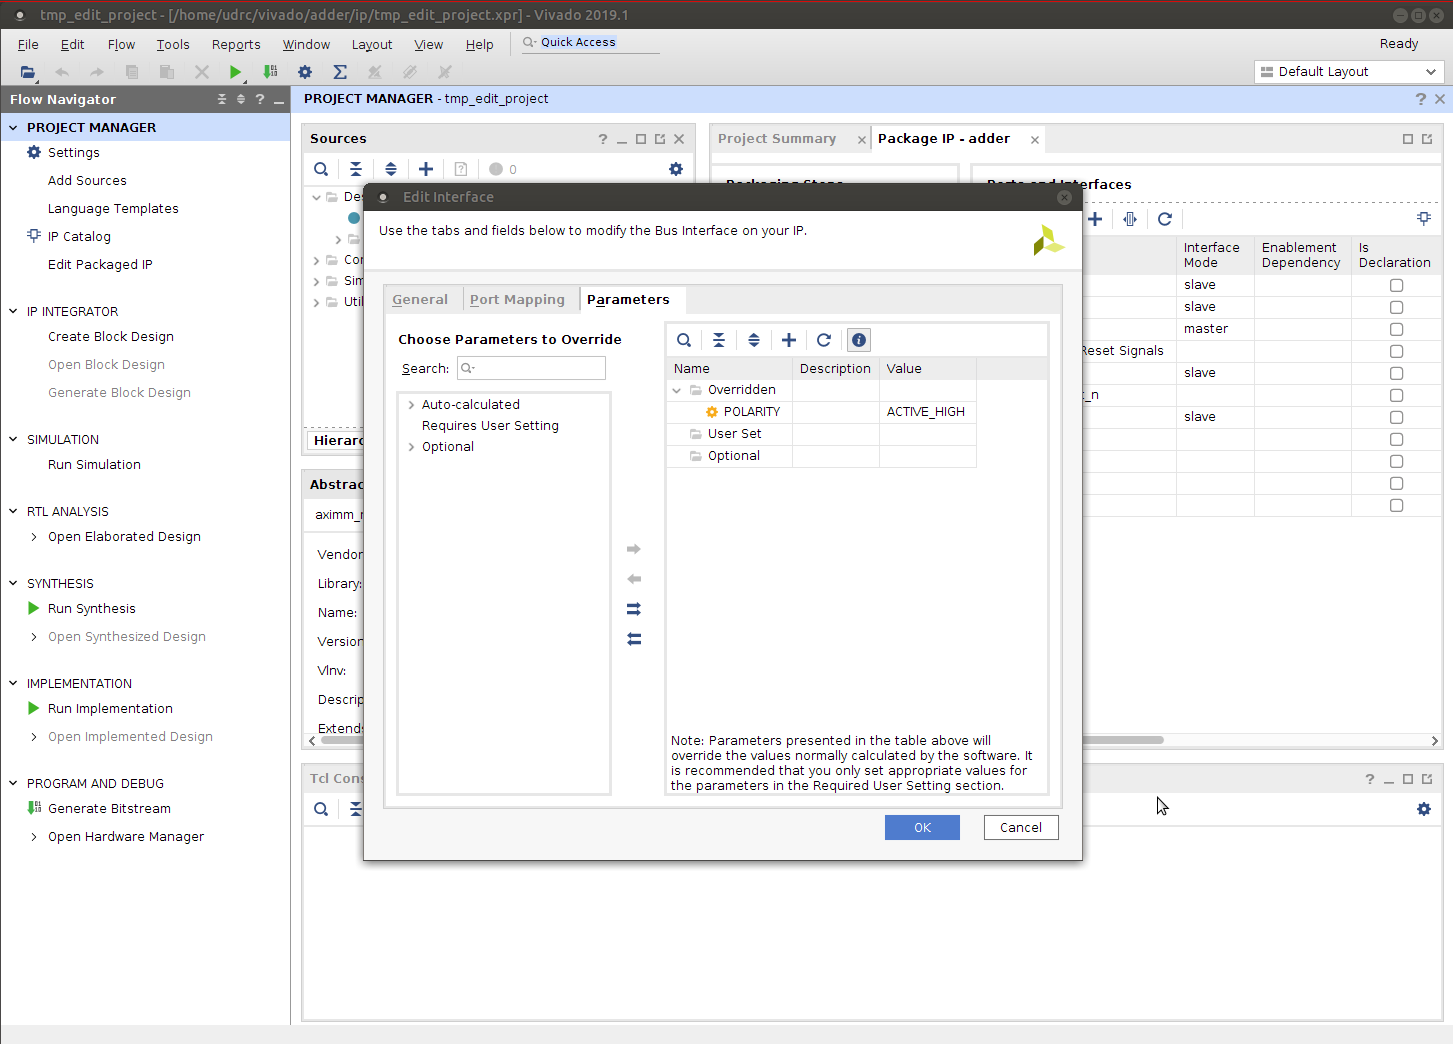 tmp_edit_project - [/home/udrc/vivado/adder/ip/tmp_edit_project.xpr] - Vivado 2019.1
File Edit Flow Tools Reports Window Layout View Help Quick Access Ready
Default Layout
Flow Navigator
PROJECT MANAGER - tmp_edit_project
PROJECT MANAGER
Settings
Add Sources
Language Templates
IP Catalog
Edit Packaged IP
IP INTEGRATOR
Create Block Design
Open Block Design
Generate Block Design
SIMULATION
Run Simulation
RTL ANALYSIS
Open Elaborated Design
SYNTHESIS
Run Synthesis
Open Synthesized Design
IMPLEMENTATION
Run Implementation
Open Implemented Design
PROGRAM AND DEBUG
Generate Bitstream
Open Hardware Manager
Sources
0
Des
Con
Sim
Util
Hierarc
Abstrac
aximm_r
Vendor
Library:
Name:
Version
Vlnv:
Descrip
Extends
Tcl Cons
Project Summary
Package IP - adder
Packaging Steps
Ports and Interfaces
Interface Mode
Enablement Dependency
Is Declaration
slave
slave
master
Reset Signals
slave
_n
slave
Edit Interface
Use the tabs and fields below to modify the Bus Interface on your IP.
General Port Mapping Parameters
Choose Parameters to Override
Search:
Auto-calculated
Requires User Setting
Optional
Name Description Value
Overridden
POLARITY ACTIVE_HIGH
User Set
Optional
Note: Parameters presented in the table above will
override the values normally calculated by the software. It
is recommended that you only set appropriate values for
the parameters in the Required User Setting section.
OK Cancel